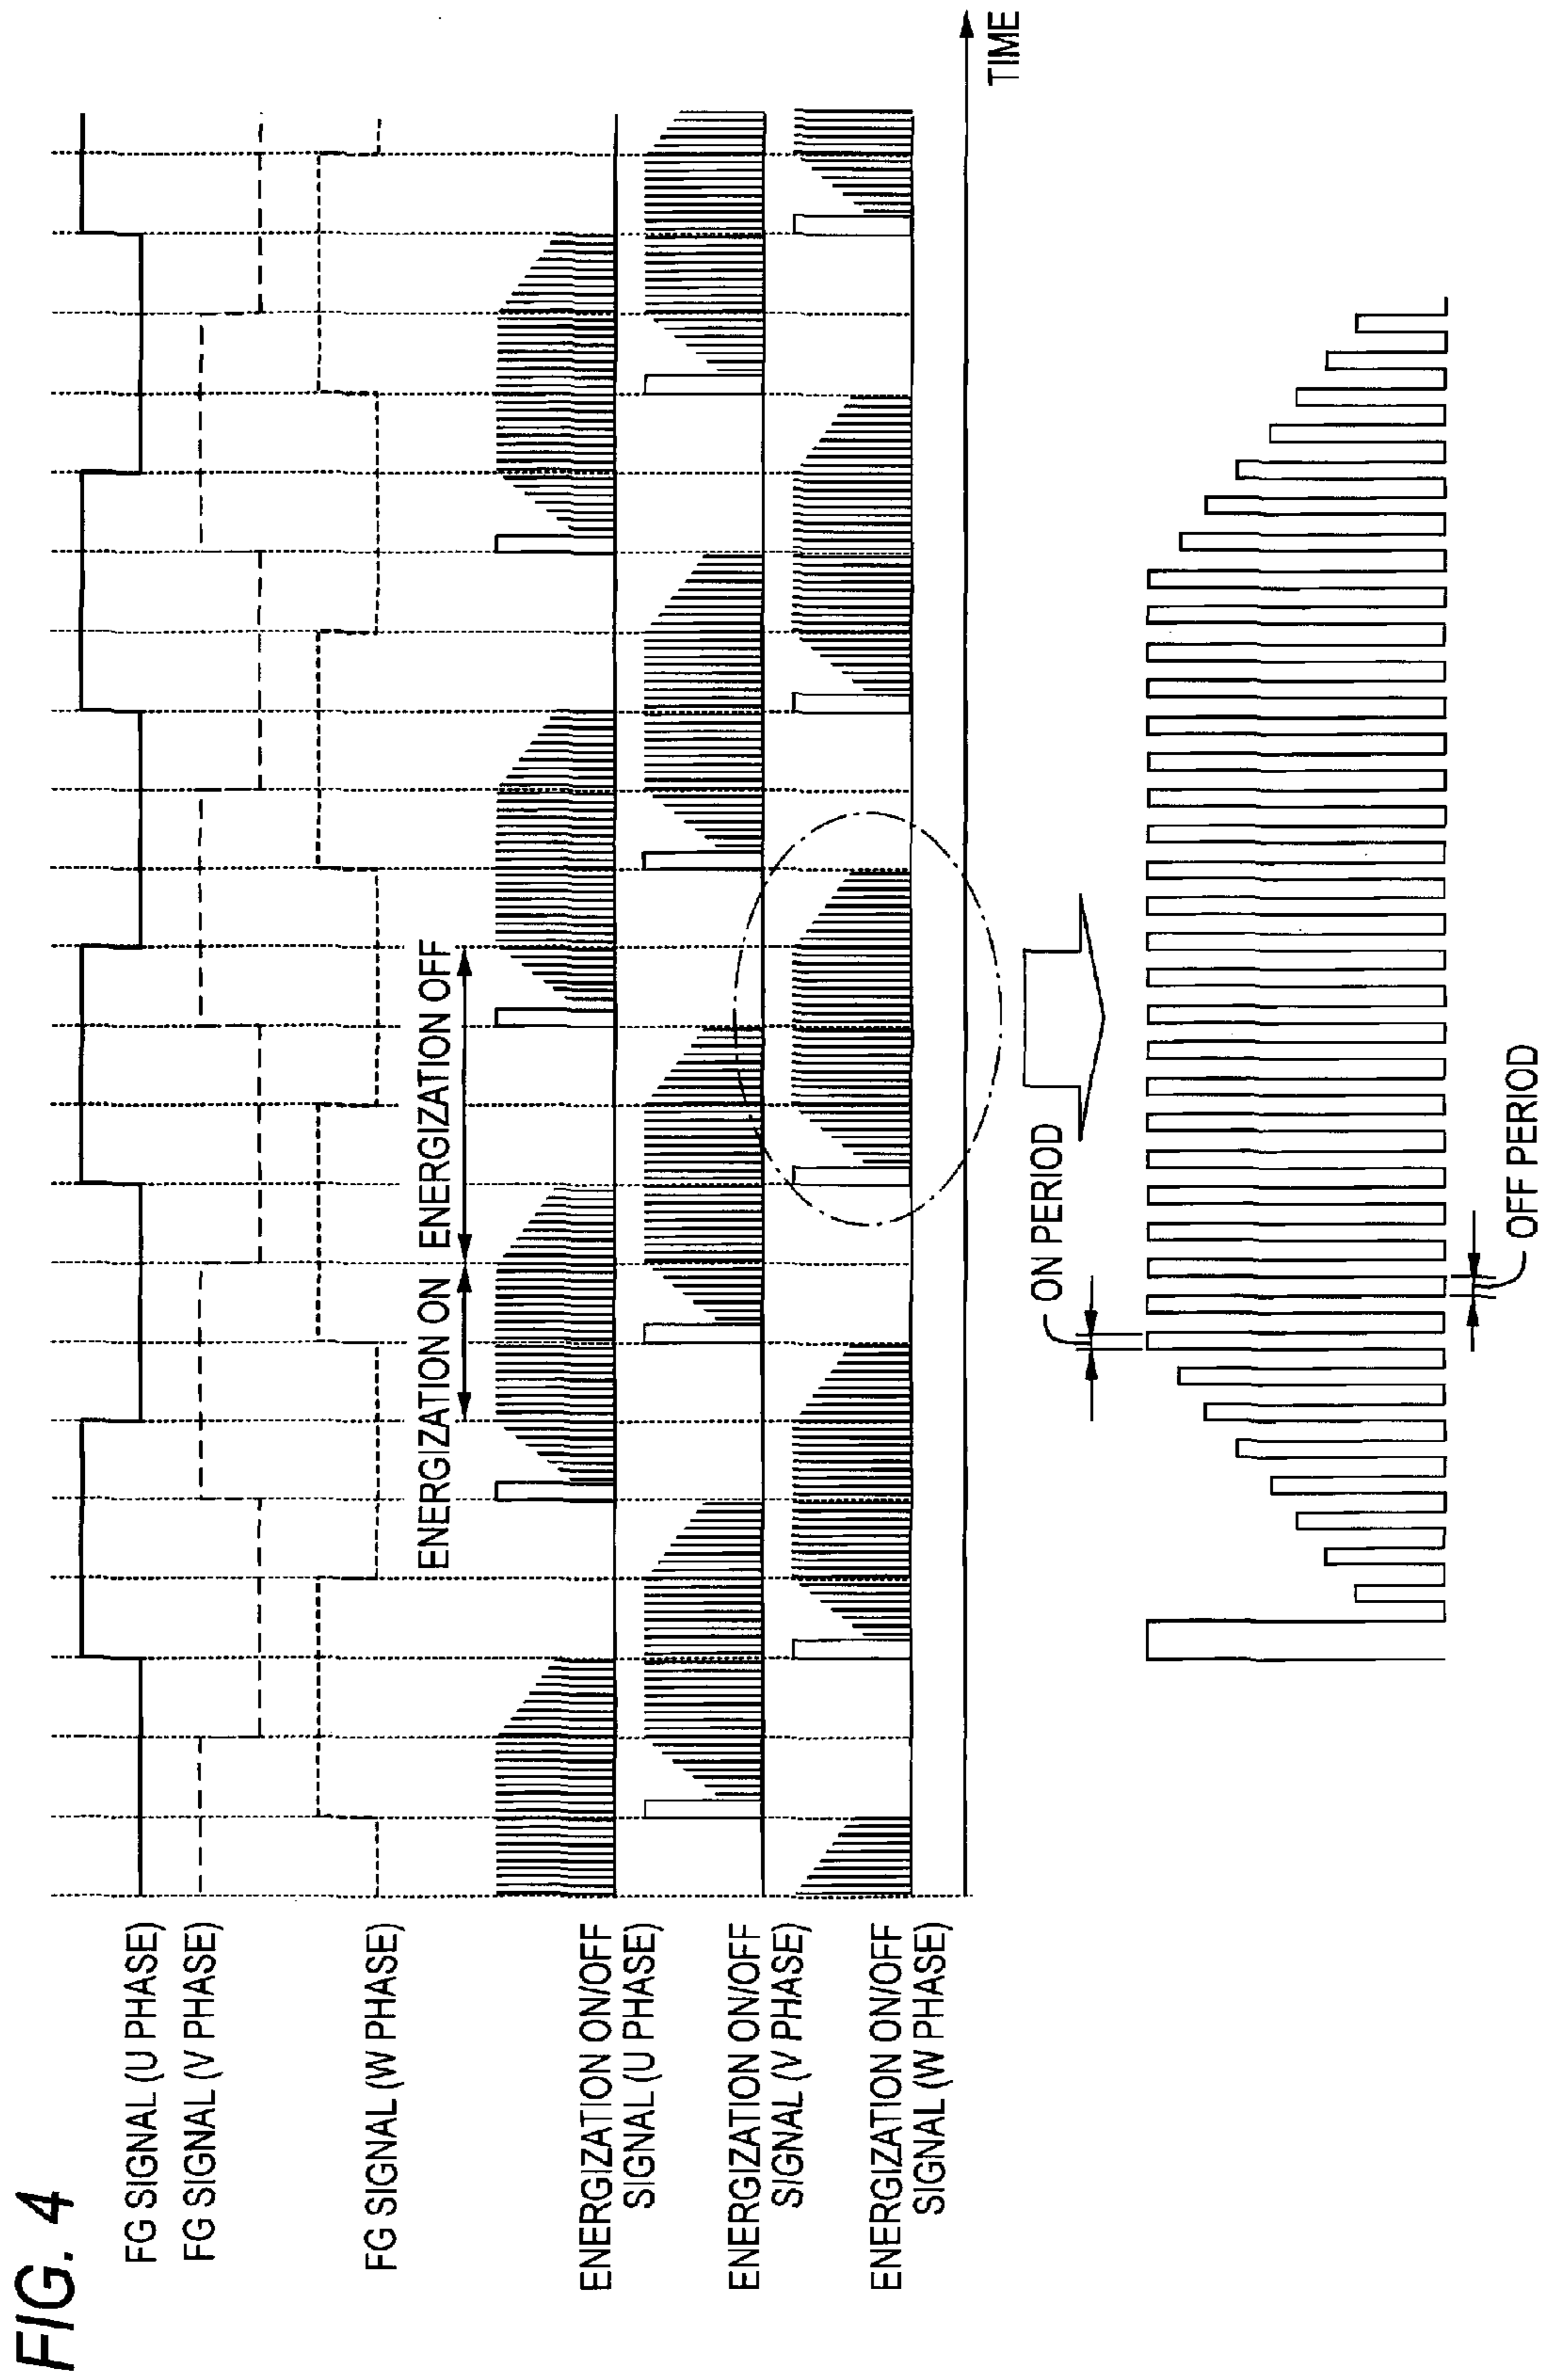 FIG. 4
FG SIGNAL (U PHASE)
FG SIGNAL (V PHASE)
FG SIGNAL (W PHASE)
ENERGIZATION ON
ENERGIZATION OFF
ENERGIZATION ON/OFF
SIGNAL (U PHASE)
ENERGIZATION ON/OFF
SIGNAL (V PHASE)
ENERGIZATION ON/OFF
SIGNAL (W PHASE)
TIME
ON PERIOD
OFF PERIOD